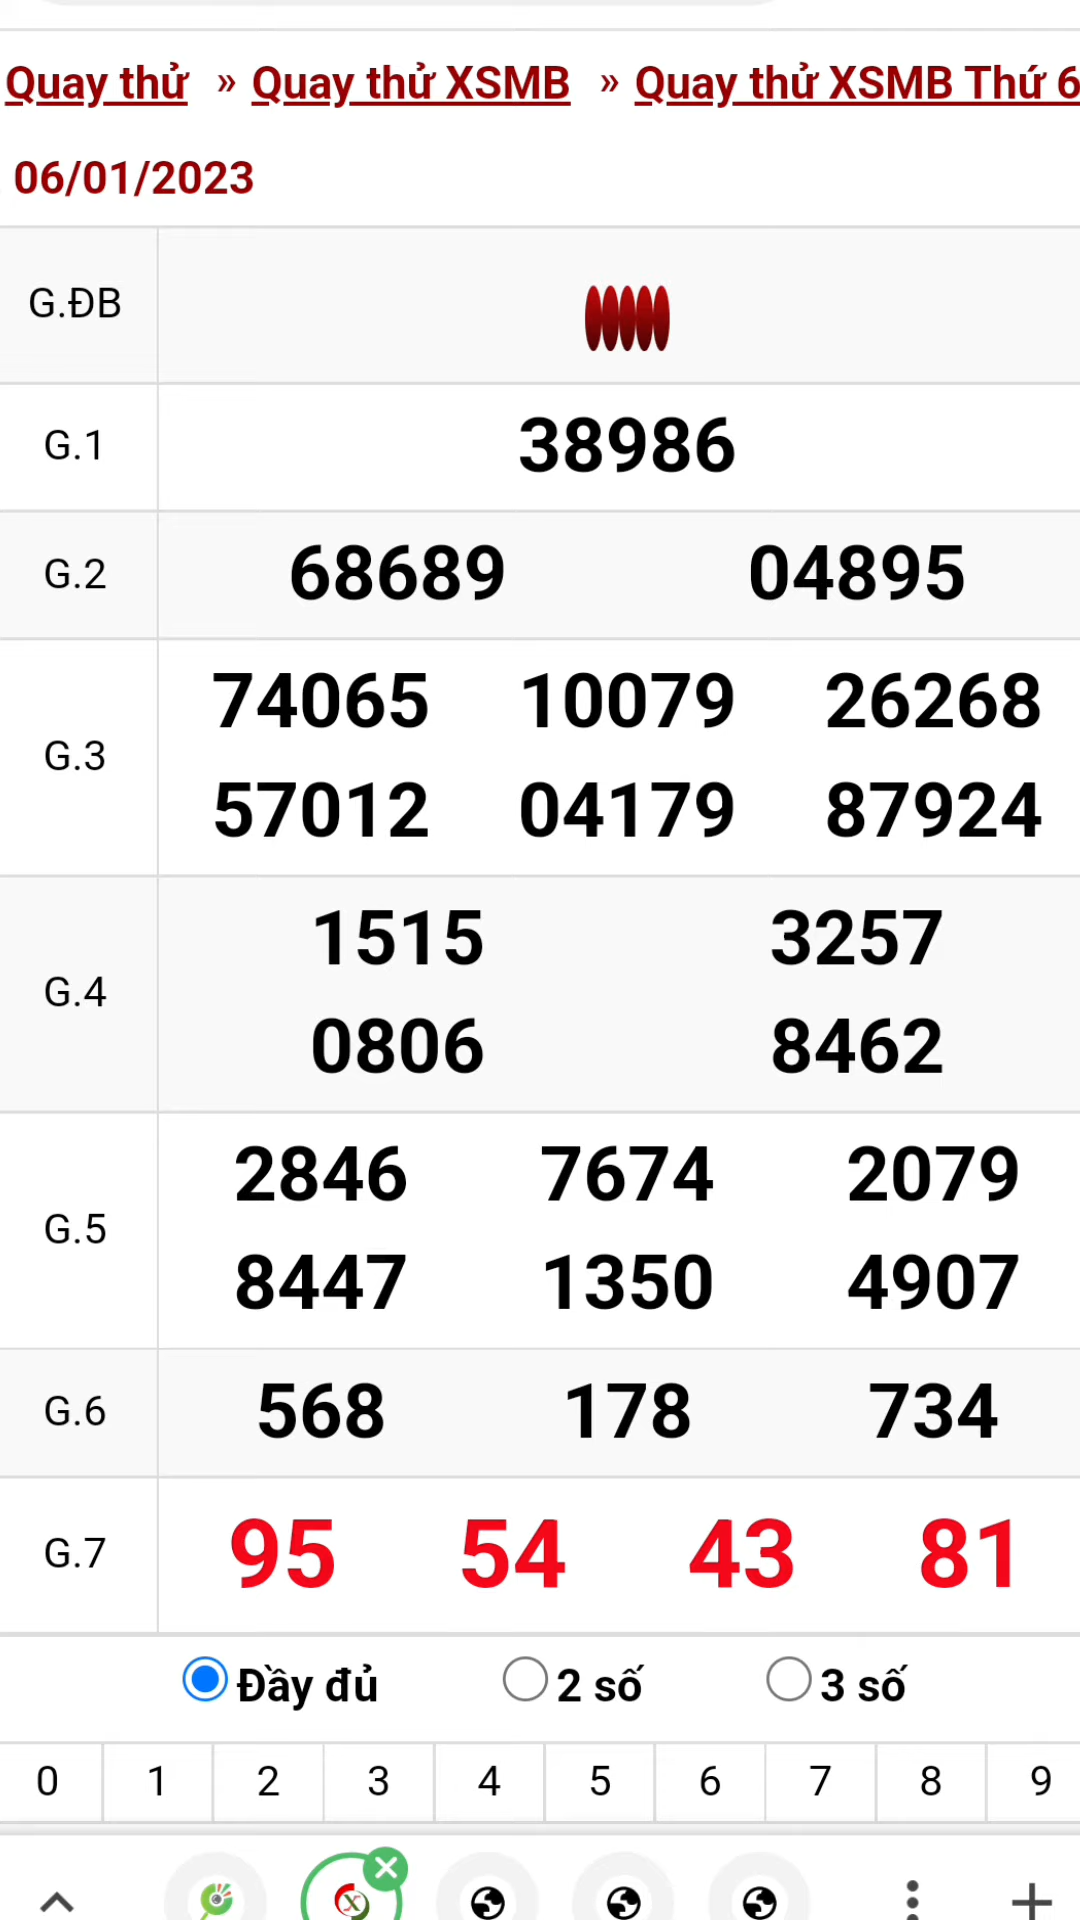 Quay thử » Quay thử XSMB » Quay thử XSMB Thứ 6
06/01/2023
G.ĐB
G.1 38986
G.2 68689 04895
G.3 74065 10079 26268
57012 04179 87924
G.4 1515 3257
0806 8462
G.5 2846 7674 2079
8447 1350 4907
G.6 568 178 734
G.7 95 54 43 81
Đầy đủ 2 số 3 số
0 1 2 3 4 5 6 7 8 9